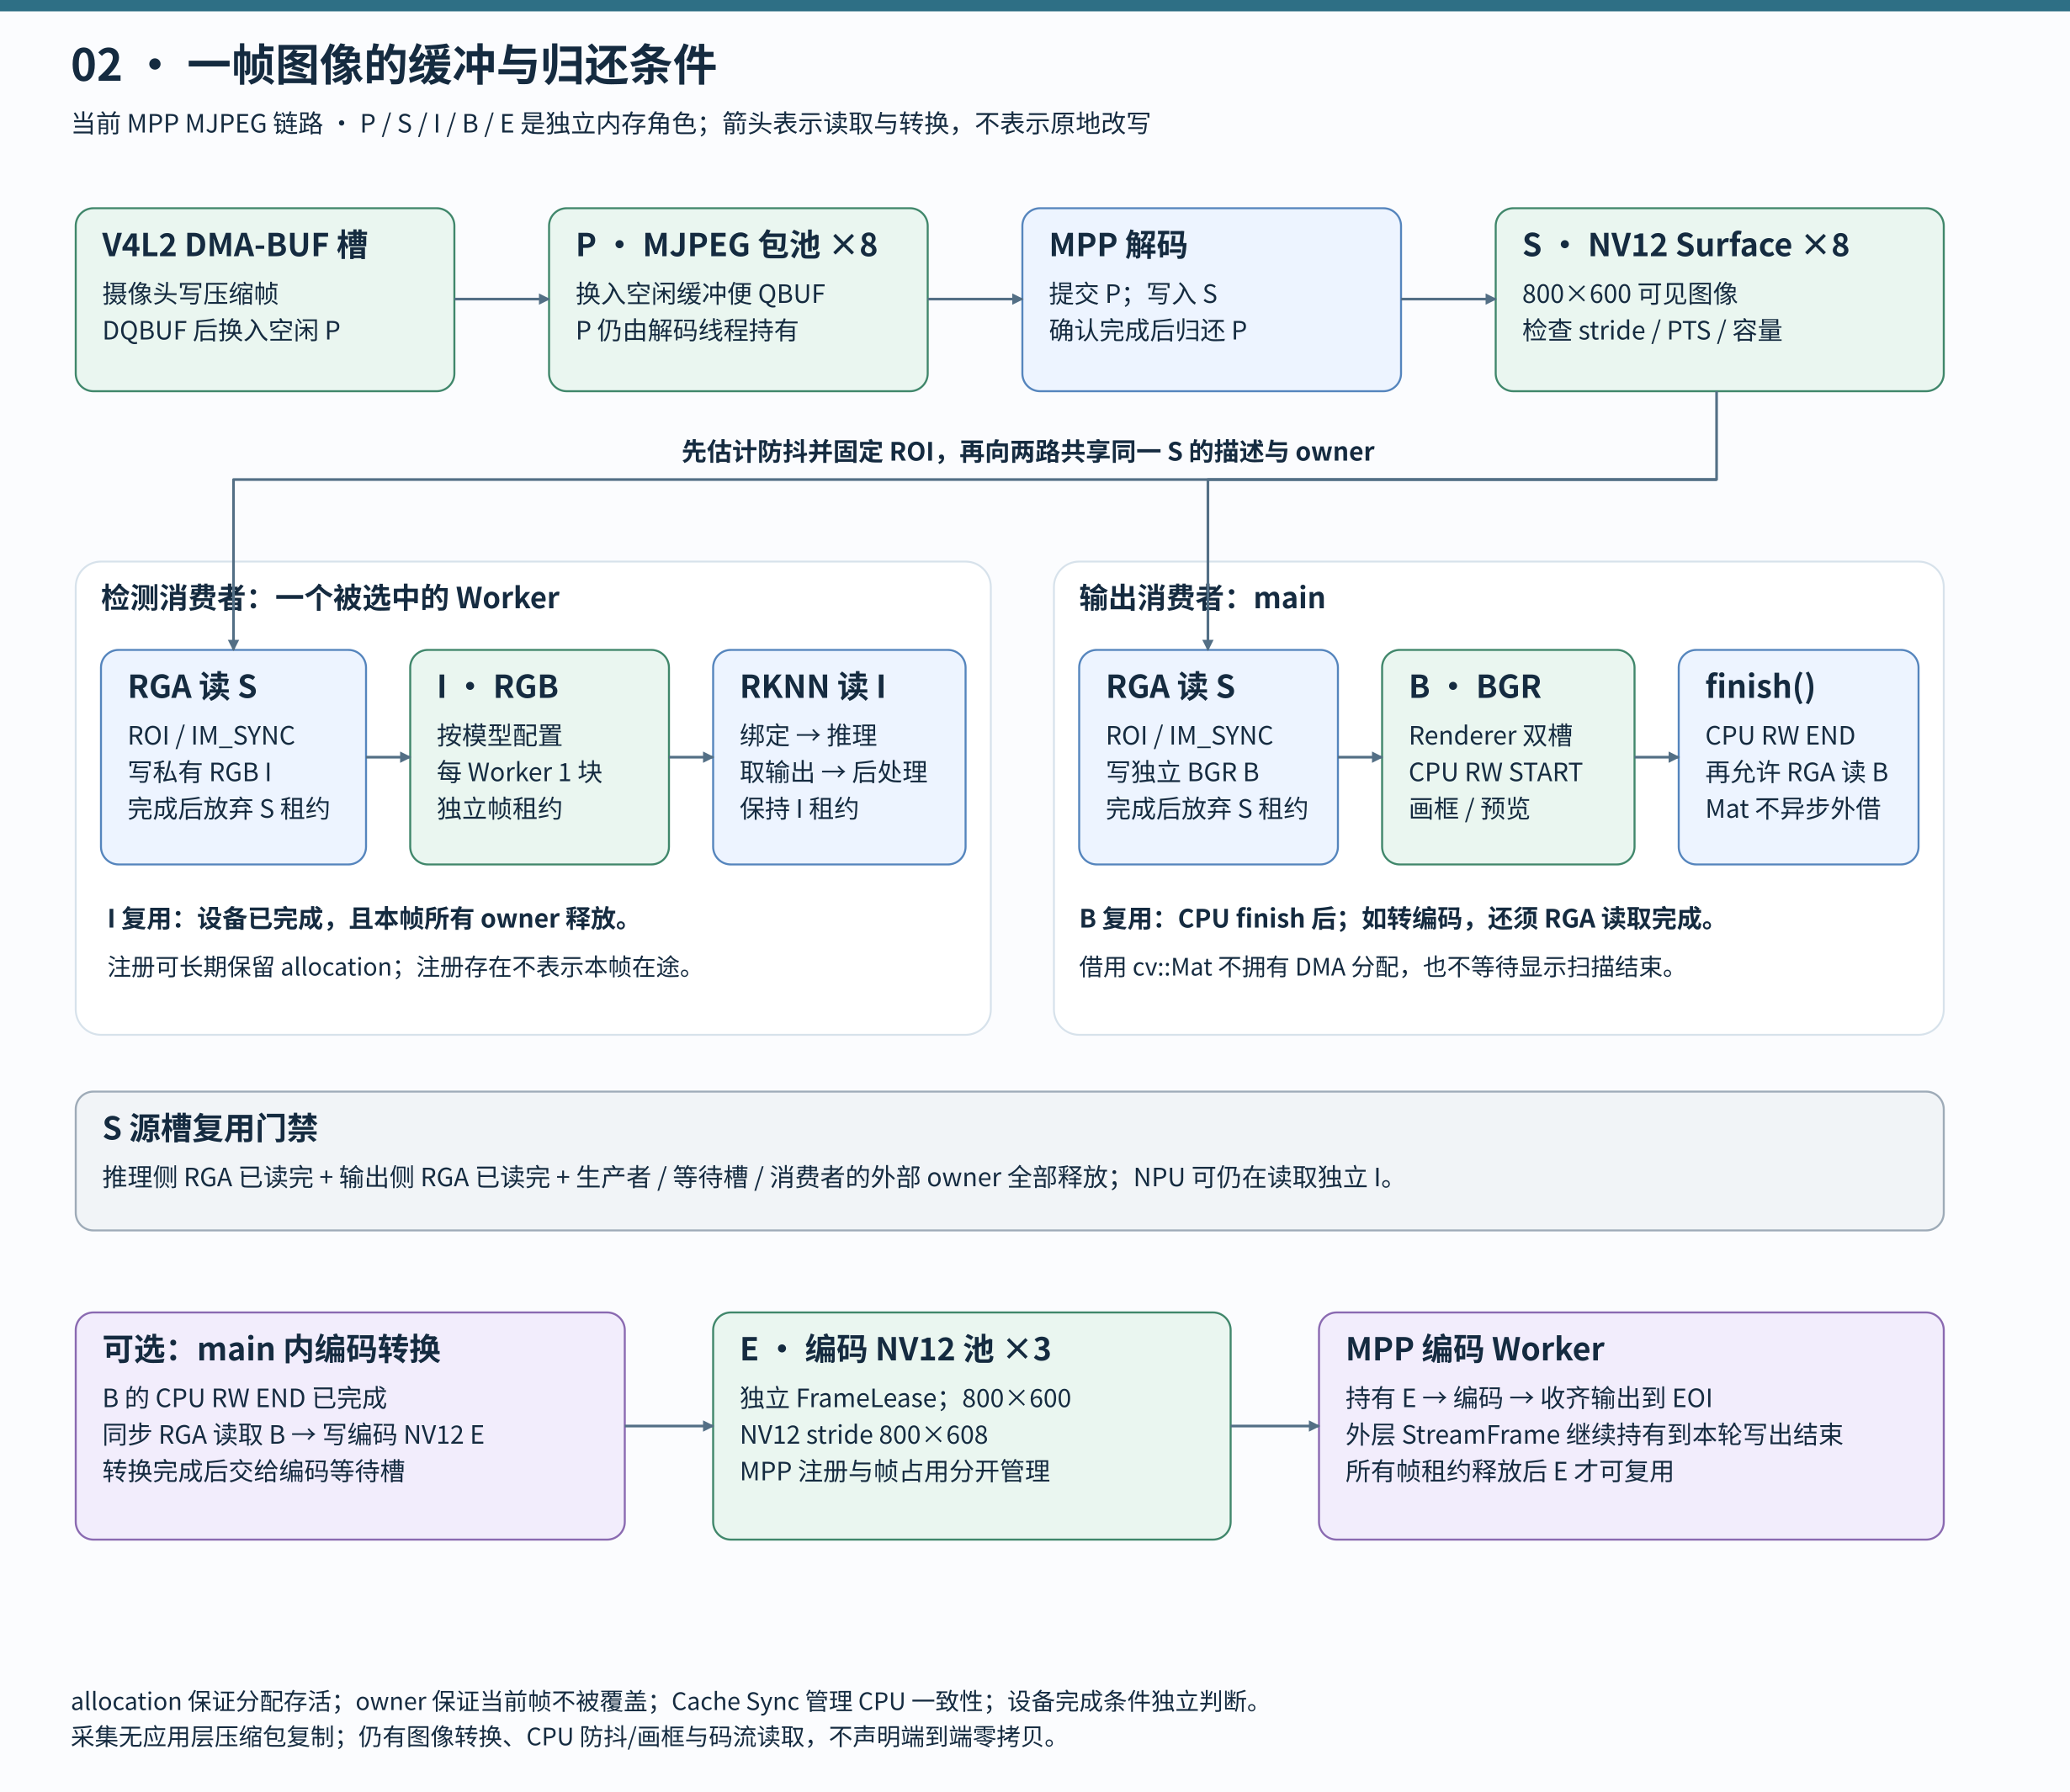 02 • 一帧图像的缓冲与归还条件
当前 MPP MJPEG 链路 • P / S / I / B / E 是独立内存角色；箭头表示读取与转换，不表示原地改写
V4L2 DMA-BUF 槽
摄像头写压缩帧
DQBUF 后换入空闲 P
P • MJPEG 包池 ×8
换入空闲缓冲便 QBUF
P 仍由解码线程持有
MPP 解码
提交 P；写入 S
确认完成后归还 P
S • NV12 Surface ×8
800×600 可见图像
检查 stride / PTS / 容量
先估计防抖并固定 ROI，再向两路共享同一 S 的描述与 owner
检测消费者：一个被选中的 Worker
RGA 读 S
ROI / IM_SYNC
写私有 RGB I
完成后放弃 S 租约
I • RGB
按模型配置
每 Worker 1 块
独立帧租约
RKNN 读 I
绑定 → 推理
取输出 → 后处理
保持 I 租约
I 复用：设备已完成，且本帧所有 owner 释放。
注册可长期保留 allocation；注册存在不表示本帧在途。
输出消费者：main
RGA 读 S
ROI / IM_SYNC
写独立 BGR B
完成后放弃 S 租约
B • BGR
Renderer 双槽
CPU RW START
画框 / 预览
finish()
CPU RW END
再允许 RGA 读 B
Mat 不异步外借
B 复用：CPU finish 后；如转编码，还须 RGA 读取完成。
借用 cv::Mat 不拥有 DMA 分配，也不等待显示扫描结束。
S 源槽复用门禁
推理侧 RGA 已读完 + 输出侧 RGA 已读完 + 生产者 / 等待槽 / 消费者的外部 owner 全部释放；NPU 可仍在读取独立 I。
可选：main 内编码转换
B 的 CPU RW END 已完成
同步 RGA 读取 B → 写编码 NV12 E
转换完成后交给编码等待槽
E • 编码 NV12 池 ×3
独立 FrameLease；800×600
NV12 stride 800×608
MPP 注册与帧占用分开管理
MPP 编码 Worker
持有 E → 编码 → 收齐输出到 EOI
外层 StreamFrame 继续持有到本轮写出结束
所有帧租约释放后 E 才可复用
allocation 保证分配存活；owner 保证当前帧不被覆盖；Cache Sync 管理 CPU 一致性；设备完成条件独立判断。
采集无应用层压缩包复制；仍有图像转换、CPU 防抖/画框与码流读取，不声明端到端零拷贝。